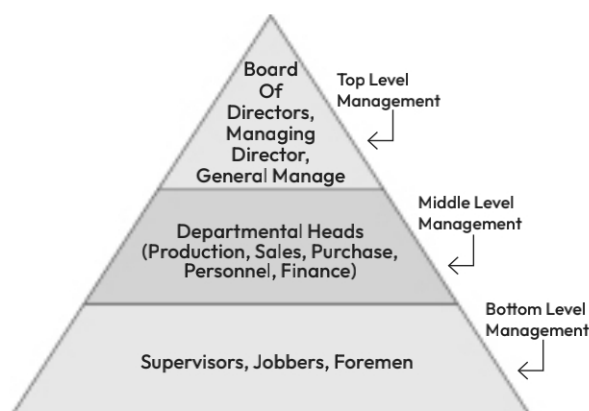 Board
Of
Directors,
Managing
Director,
General Manage
Top Level
Management
Departmental Heads
(Production, Sales, Purchase,
Personnel, Finance)
Middle Level
Management
Supervisors, Jobbers, Foremen
Bottom Level
Management